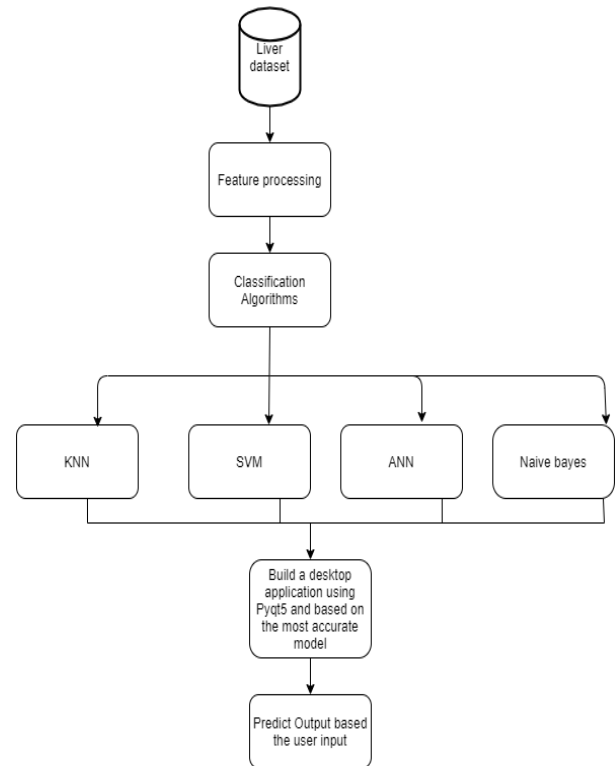 Liver
dataset
Feature processing
Classification
Algorithms
KNN
SVM
ANN
Naive bayes
Build a desktop
application using
Pyqt5 and based on
the most accurate
model
Predict Output based
the user input